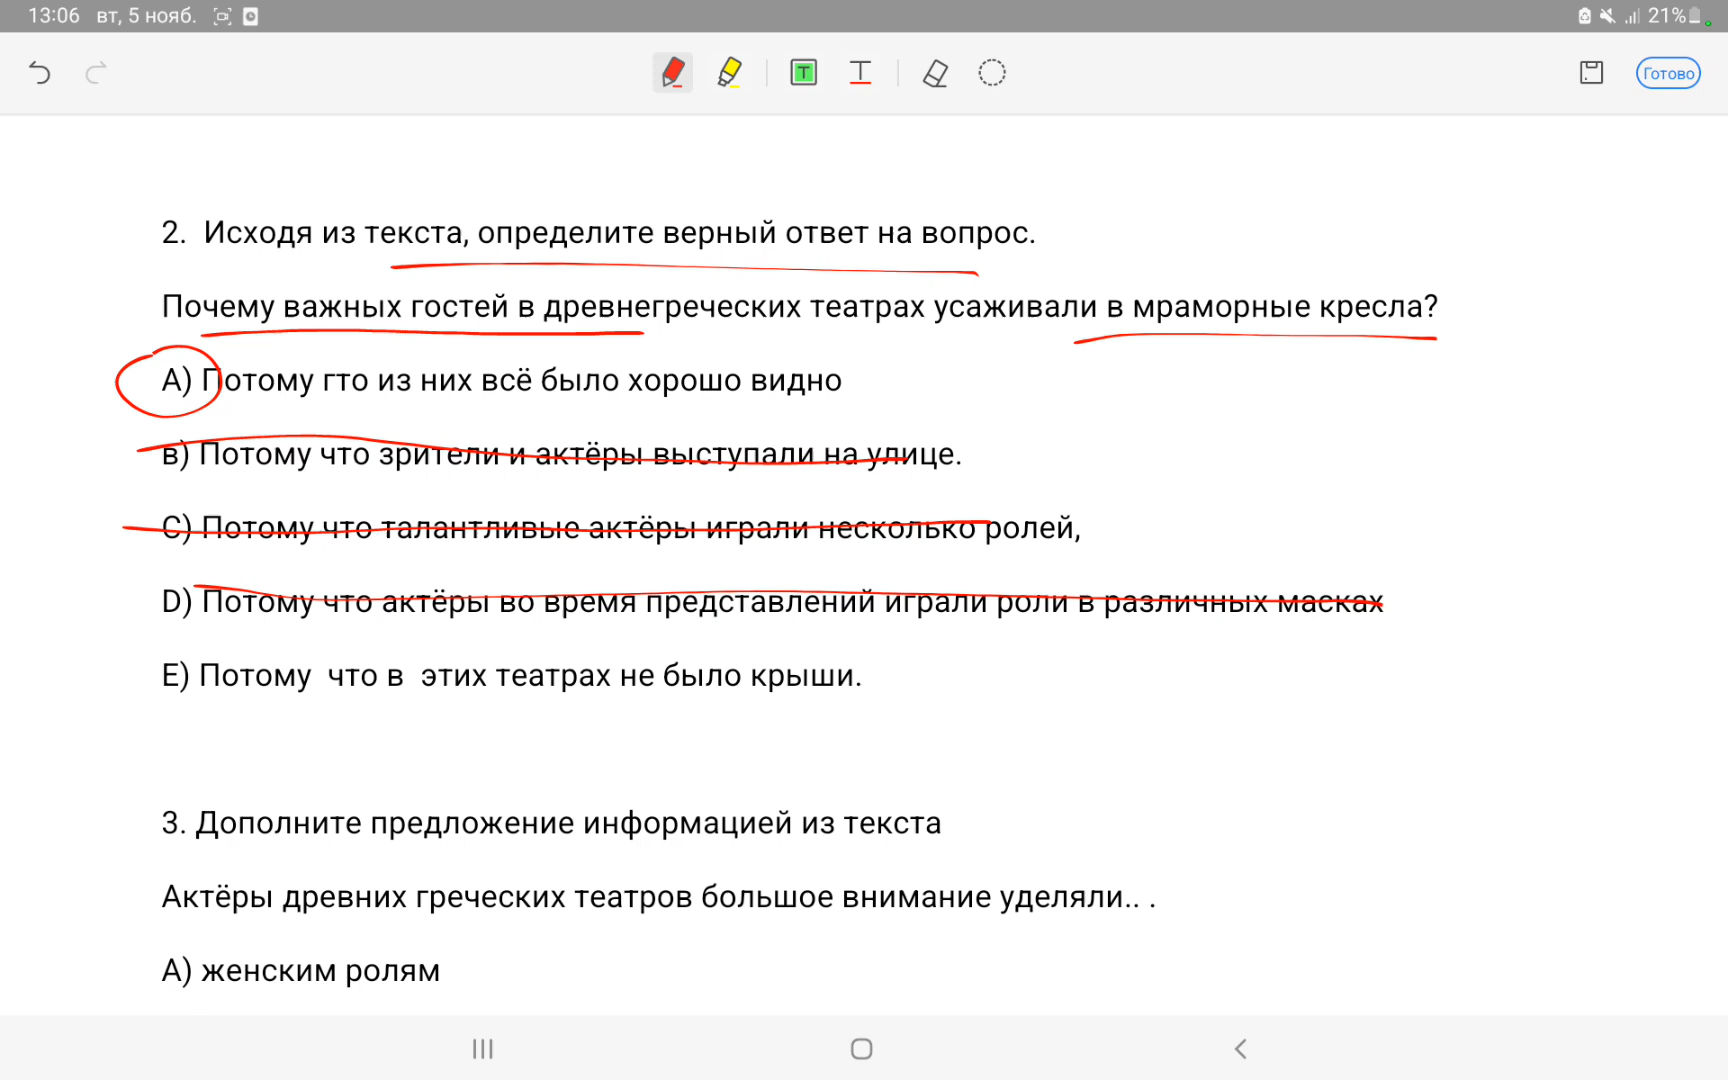 13:06 вт, 5 нояб.
21%
T
T
Готово
2. Исходя из текста, определите верный ответ на вопрос.
Почему важных гостей в древнегреческих театрах усаживали в мраморные кресла?
А) Потому гто из них всё было хорошо видно
в) Потому что зрители и актёры выступали на улице.
С) Потому что талантливые актёры играли несколько ролей,
D) Потому что актёры во время представлений играли роли в различных масках
Е) Потому что в этих театрах не было крыши.
3. Дополните предложение информацией из текста
Актёры древних греческих театров большое внимание уделяли.. .
А) женским ролям